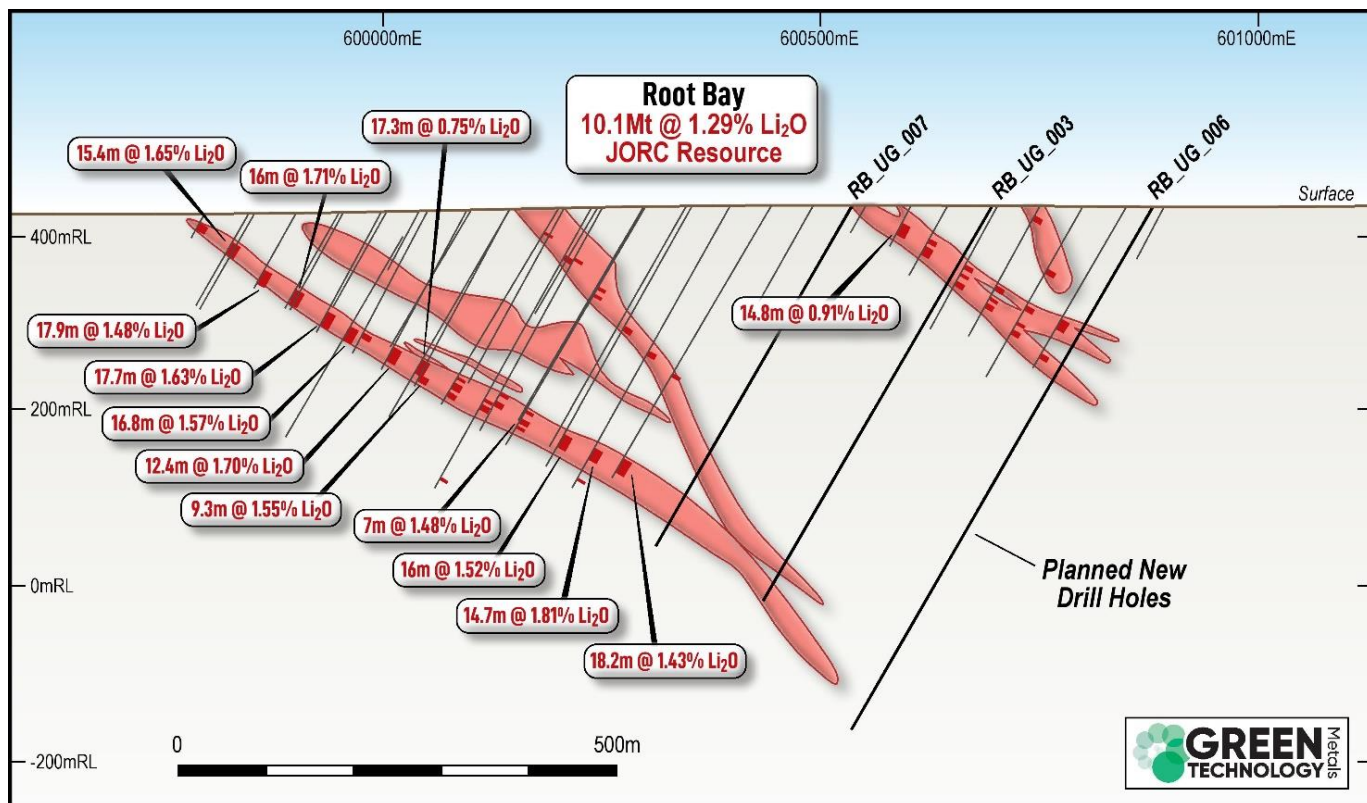 600000mE
600500mE
601000mE
Root Bay
10.1Mt @ 1.29% Li₂O
JORC Resource
17.3m @ 0.75% Li₂O
15.4m @ 1.65% Li₂O
16m @ 1.71% Li₂O
RB_UG_007
RB_UG_003
RB_UG_006
Surface
400mRL
14.8m @ 0.91% Li₂O
17.9m @ 1.48% Li₂O
17.7m @ 1.63% Li₂O
200mRL
16.8m @ 1.57% Li₂O
12.4m @ 1.70% Li₂O
9.3m @ 1.55% Li₂O
7m @ 1.48% Li₂O
16m @ 1.52% Li₂O
0mRL
Planned New
Drill Holes
14.7m @ 1.81% Li₂O
18.2m @ 1.43% Li₂O
0
500m
-200mRL
GREEN
TECHNOLOGY
Metals